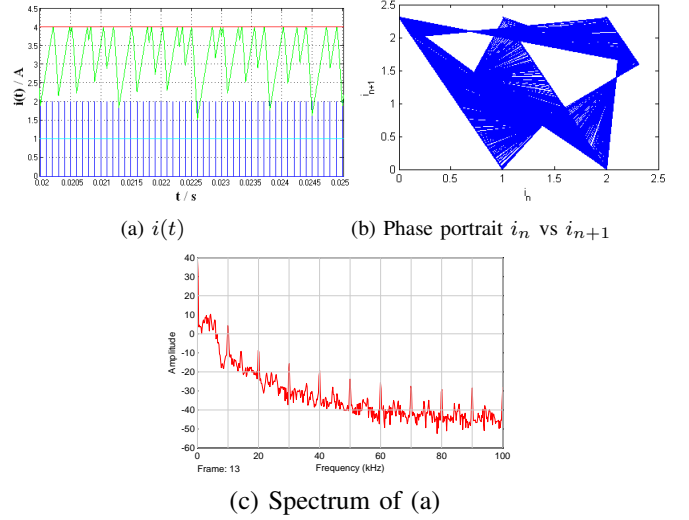 4.5
4
3.5
3
2.5
2
1.5
1
0.5
0
i(t) / A
0.02 0.0205 0.021 0.0215 0.022 0.0225 0.023 0.0235 0.024 0.0245 0.025
t / s
(a) i(t)
2.5
2
1.5
1
0.5
0
i_{n+1}
0 0.5 1 1.5 2 2.5
i_n
(b) Phase portrait i_n vs i_{n+1}
40
30
20
10
0
-10
-20
-30
-40
-50
-60
Amplitude
0 20 40 60 80 100
Frame: 13 Frequency (kHz)
(c) Spectrum of (a)